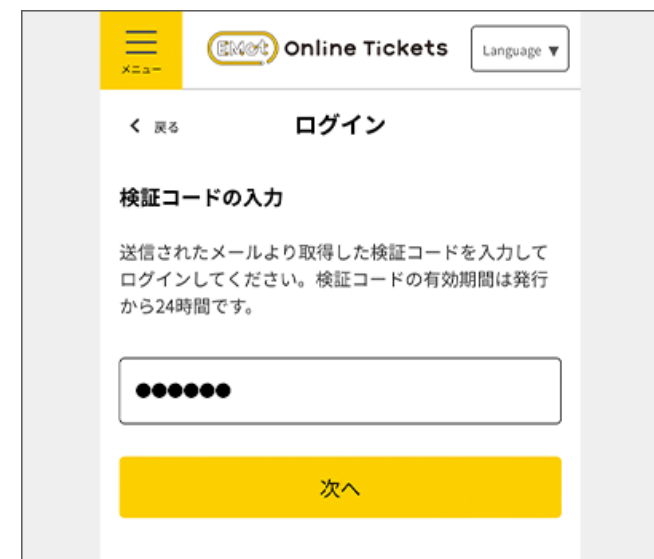 メニュー
EMot Online Tickets
Language ▼
戻る
ログイン
検証コードの入力
送信されたメールより取得した検証コードを入力して
ログインしてください。検証コードの有効期間は発行
から24時間です。
●●●●●●
次へ